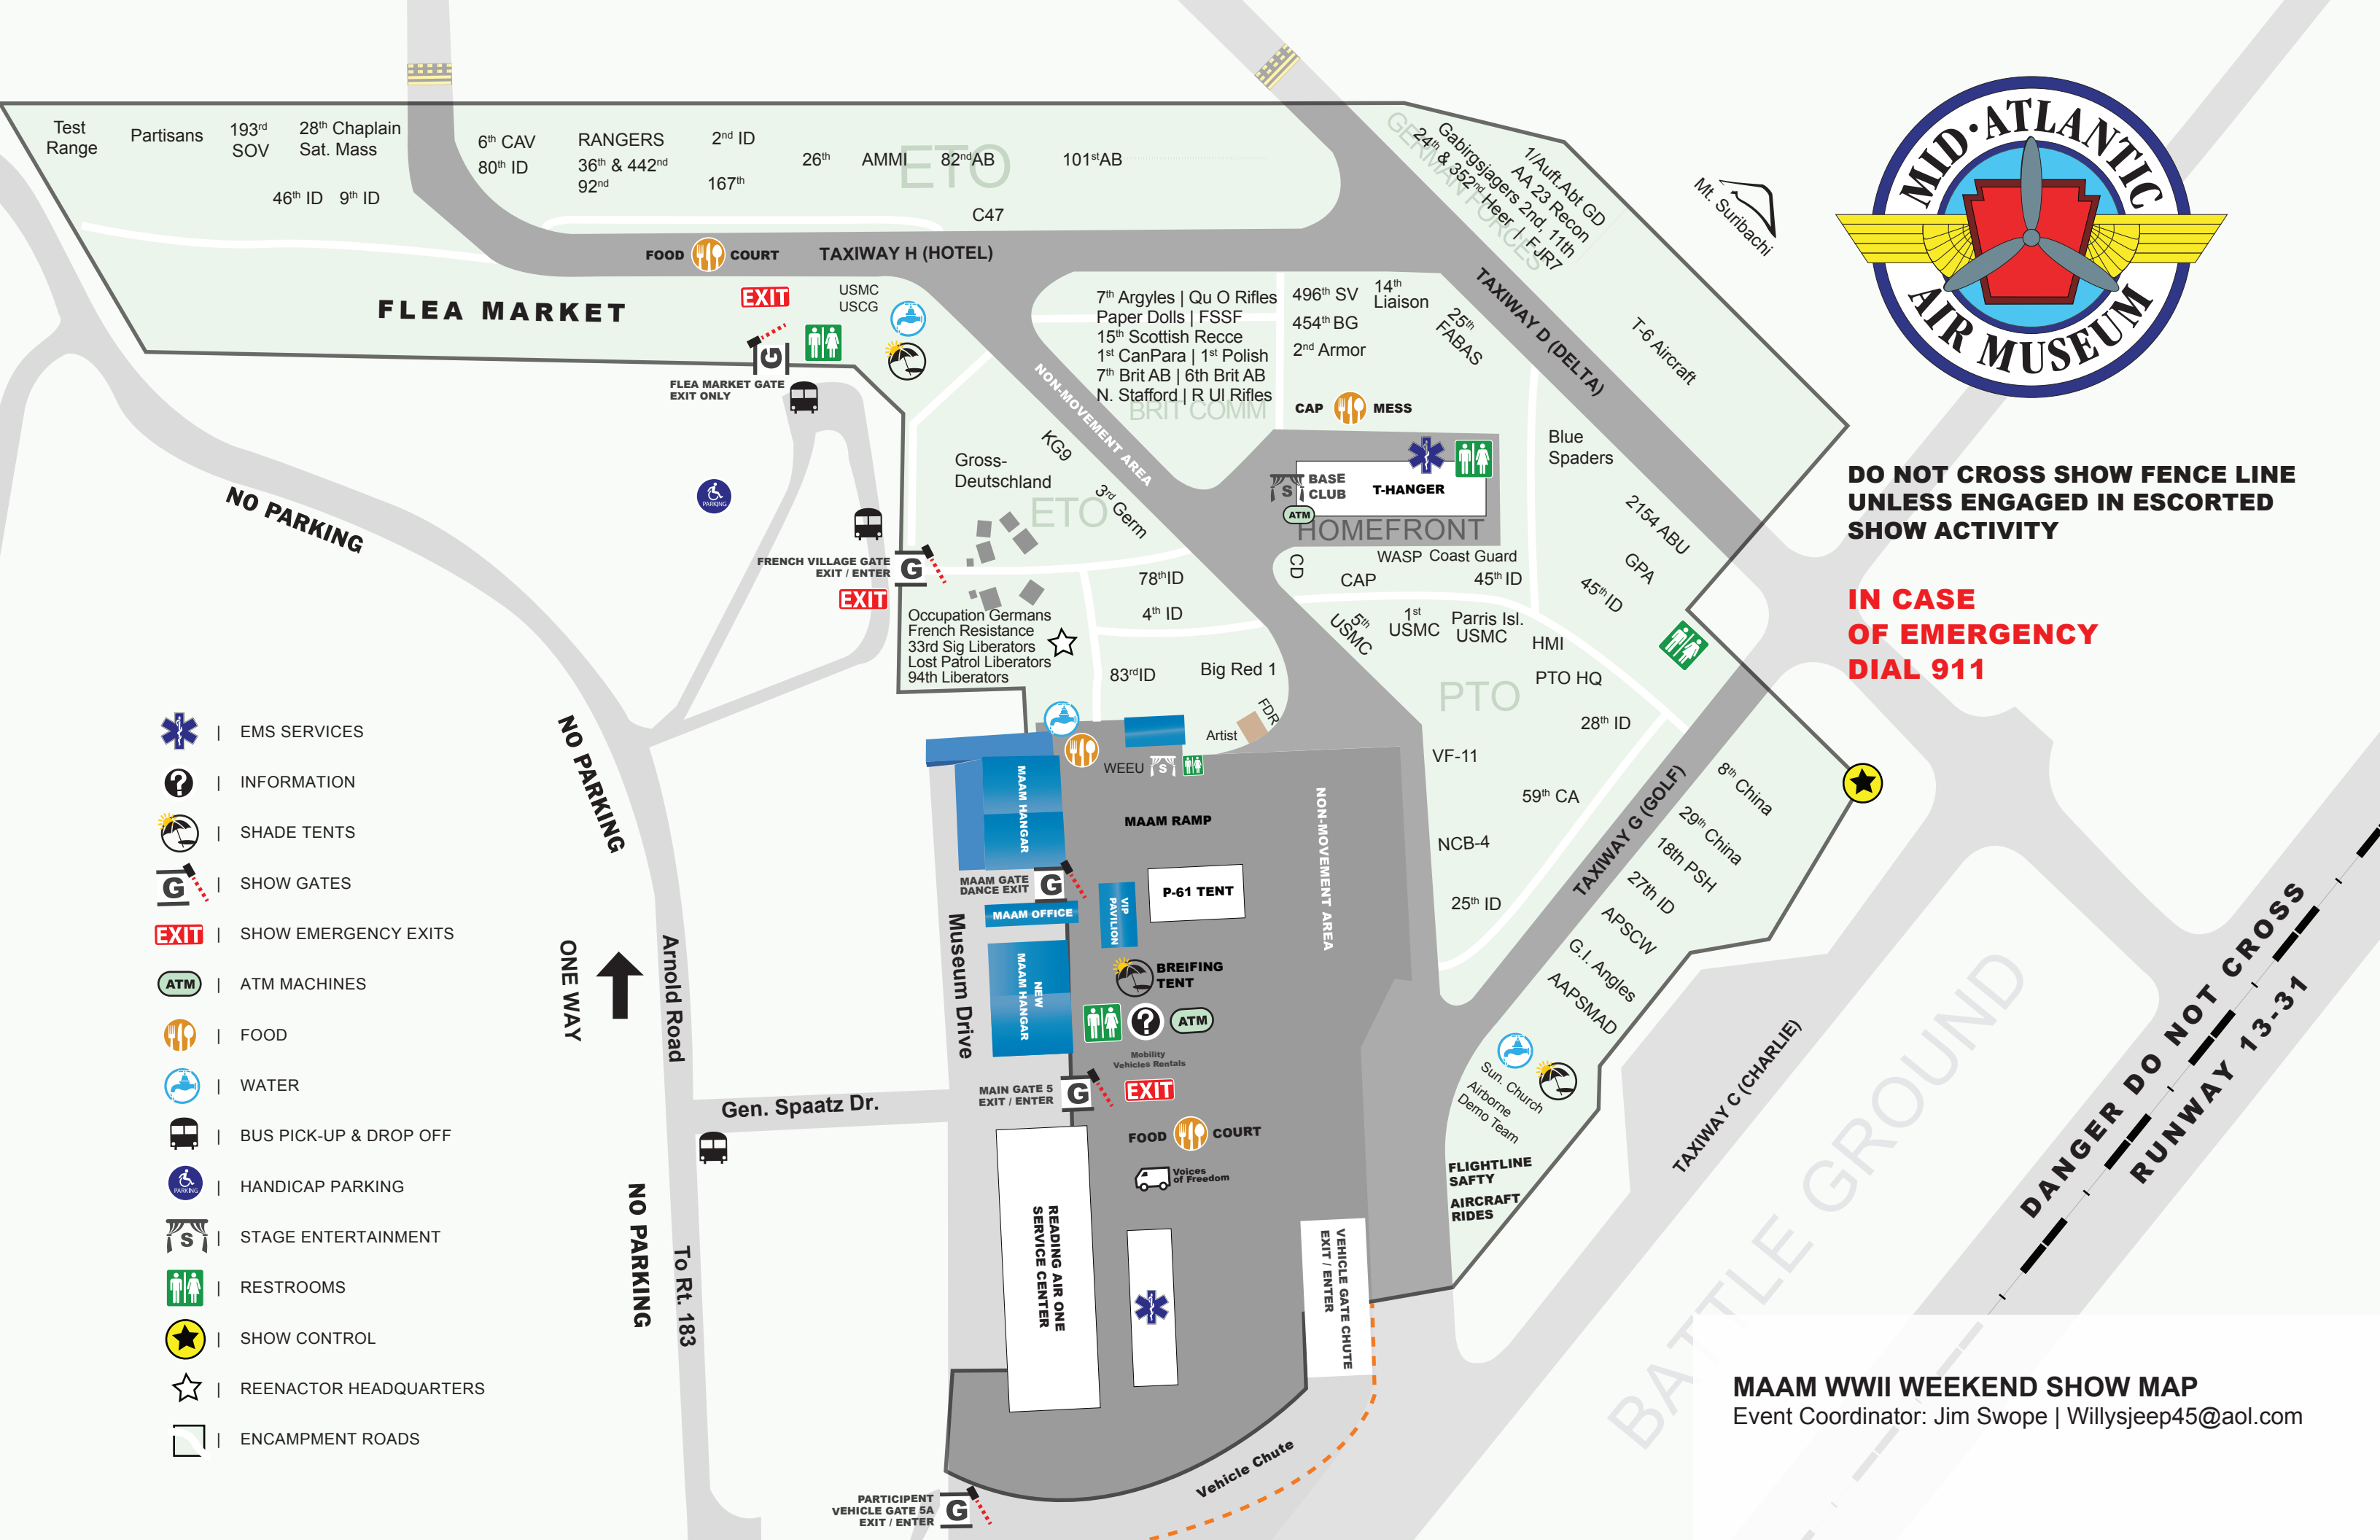 Test
Range
Partisans
193rd
SOV
28th Chaplain
Sat. Mass
46th ID
9th ID
6th CAV
80th ID
RANGERS
36th & 442nd
92nd
2nd ID
167th
26th
AMMI
82ndAB
ETO
101stAB
C47
GERMAN FORCES
Gabirgsjagers 2nd, 11th
24th & 352nd Heer | FJR7
1/Auft.Abt GD
AA 23 Recon
Mt. Suribachi
T-6 Aircraft
MID·ATLANTIC
AIR MUSEUM
FOOD COURT
TAXIWAY H (HOTEL)
TAXIWAY D (DELTA)
FLEA MARKET
EXIT
USMC
USCG
G
FLEA MARKET GATE
EXIT ONLY
NON-MOVEMENT AREA
7th Argyles | Qu O Rifles
Paper Dolls | FSSF
15th Scottish Recce
1st CanPara | 1st Polish
7th Brit AB | 6th Brit AB
N. Stafford | R Ul Rifles
BRIT COMM
496th SV
454th BG
2nd Armor
14th
Liaison
25th
FABAS
CAP MESS
Blue
Spaders
2154 ABU
GPA
45th ID
S
BASE
CLUB
T-HANGER
ATM
HOMEFRONT
CD
WASP
Coast Guard
CAP
45th ID
NO PARKING
PARKING
KG9
Gross-
Deutschland
ETO
3rd Germ
FRENCH VILLAGE GATE
EXIT / ENTER
G
EXIT
Occupation Germans
French Resistance
33rd Sig Liberators
Lost Patrol Liberators
94th Liberators
78thID
4th ID
83rdID
Big Red 1
FDR
Artist
5th
USMC
1st
USMC
Parris Isl.
USMC
HMI
PTO HQ
PTO
28th ID
VF-11
59th CA
NCB-4
25th ID
TAXIWAY G (GOLF)
8th China
29th China
18th PSH
27th ID
APSCW
G.I. Angles
AAPSMAD
Sun. Church
Airborne
Demo Team
FLIGHTLINE
SAFTY
AIRCRAFT
RIDES
DO NOT CROSS SHOW FENCE LINE
UNLESS ENGAGED IN ESCORTED
SHOW ACTIVITY
IN CASE
OF EMERGENCY
DIAL 911
EMS SERVICES
INFORMATION
SHADE TENTS
G
SHOW GATES
EXIT
SHOW EMERGENCY EXITS
ATM
ATM MACHINES
FOOD
WATER
BUS PICK-UP & DROP OFF
PARKING
HANDICAP PARKING
S
STAGE ENTERTAINMENT
RESTROOMS
SHOW CONTROL
REENACTOR HEADQUARTERS
ENCAMPMENT ROADS
NO PARKING
ONE WAY
Arnold Road
NO PARKING
To Rt. 183
Gen. Spaatz Dr.
Museum Drive
WEEU
S
MAAM HANGAR
MAAM RAMP
NON-MOVEMENT AREA
MAAM GATE
DANCE EXIT
G
MAAM OFFICE
VIP
PAVILION
P-61 TENT
NEW
MAAM HANGAR
BREIFING
TENT
ATM
Mobility
Vehicles Rentals
MAIN GATE 5
EXIT / ENTER
G
EXIT
FOOD COURT
Voices
of Freedom
READING AIR ONE
SERVICE CENTER
VEHICLE GATE CHUTE
EXIT / ENTER
Vehicle Chute
PARTICIPENT
VEHICLE GATE 5A
EXIT / ENTER
G
TAXIWAY C (CHARLIE)
BATTLE GROUND
DANGER DO NOT CROSS
RUNWAY 13-31
MAAM WWII WEEKEND SHOW MAP
Event Coordinator: Jim Swope | Willysjeep45@aol.com